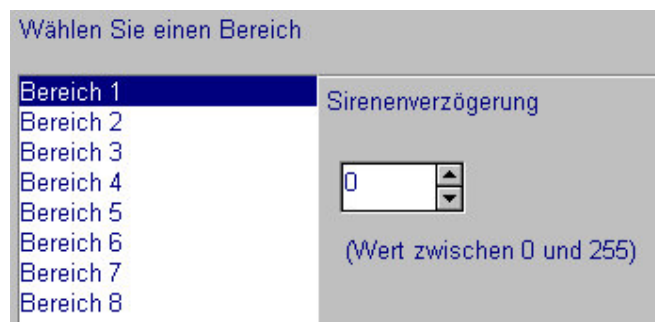 Wählen Sie einen Bereich
Bereich 1
Bereich 2
Bereich 3
Bereich 4
Bereich 5
Bereich 6
Bereich 7
Bereich 8
Sirenenverzögerung
0
(Wert zwischen 0 und 255)